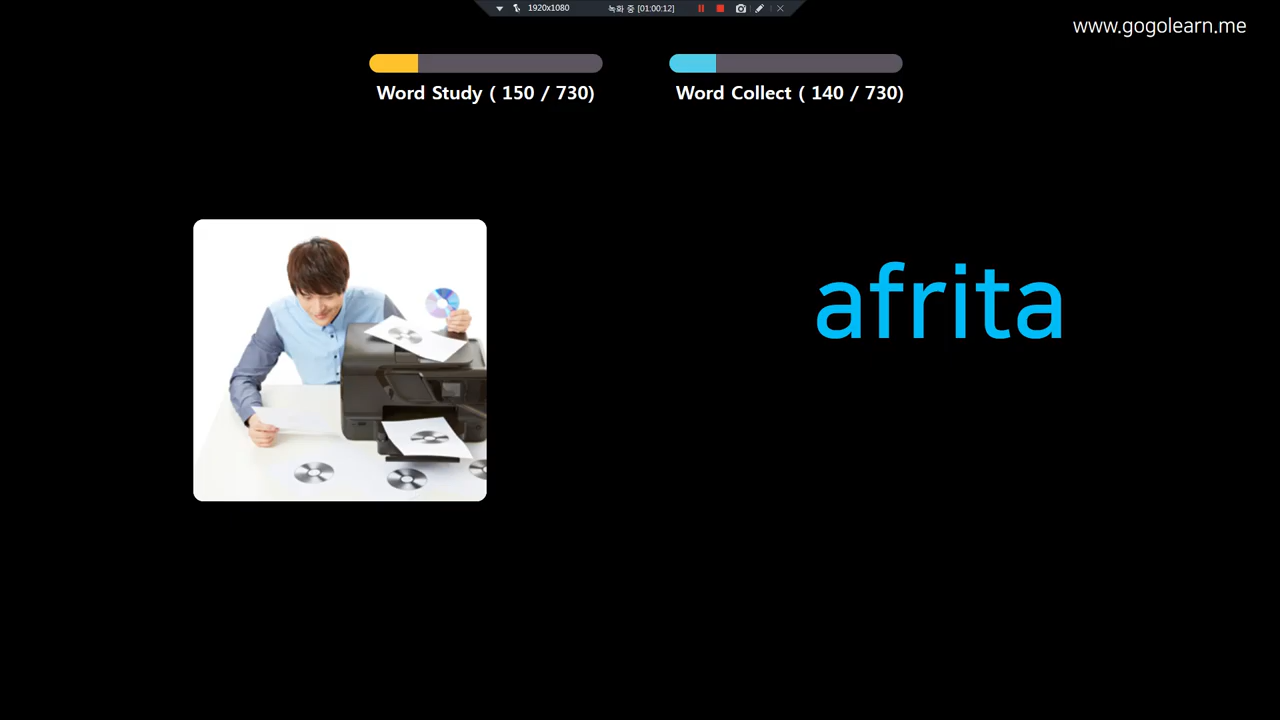 1920x1080 녹화 중 [01:00:12]
www.gogolearn.me
Word Study ( 150 / 730)
Word Collect ( 140 / 730)
afrita